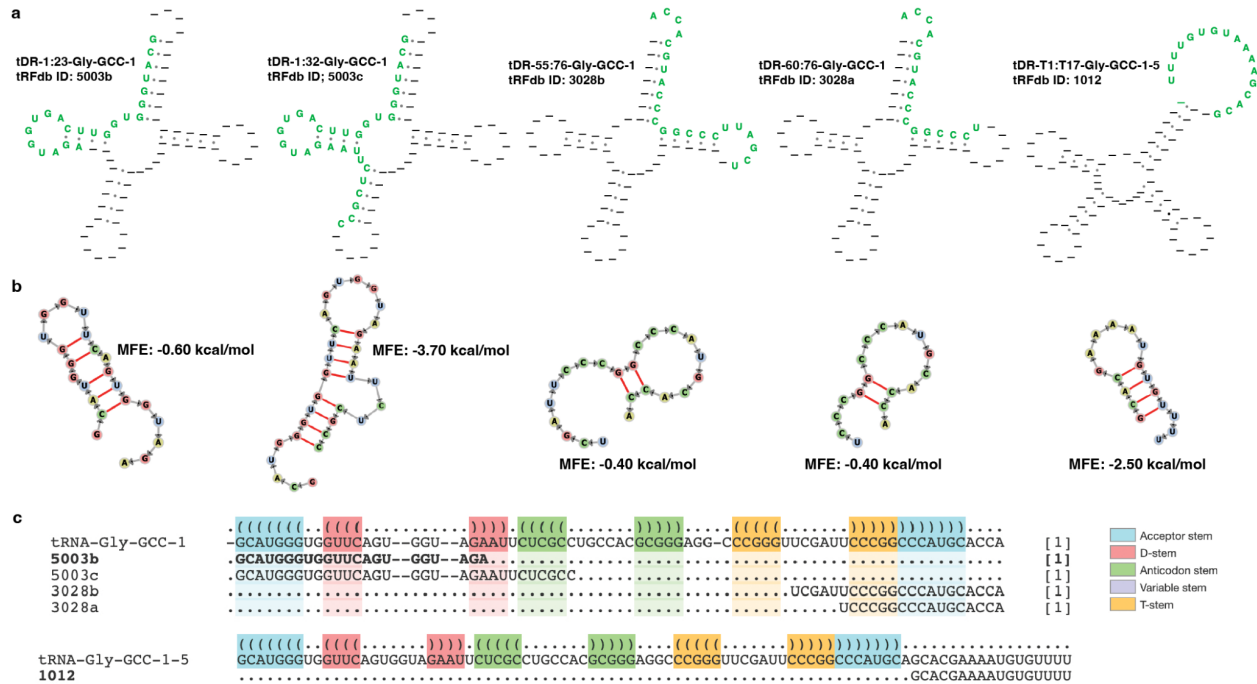 a
tDR-1:23-Gly-GCC-1
tRFdb ID: 5003b
tDR-1:32-Gly-GCC-1
tRFdb ID; 5003c
tDR-55:76-Gly-GCC-1
tRFdb ID: 3028b
tDR-60:76-Gly-GCC-1
tRFdb ID: 3028a
tDR-T1:T17-Gly-GCC-1-5
tRFdb ID: 1012
b
MFE: -0.60 kcal/mol
MFE: -3.70 kcal/mol
MFE: -0.40 kcal/mol
MFE: -0.40 kcal/mol
MFE: -2.50 kcal/mol
c
.(((((((..((((...........)))).(((((.......))))).....(((((.......))))))))))))....
tRNA-Gly-GCC-1 -GCAUGGGUGGUUCAGU--GGU--AGAAUUCUCGCCUGCCACGCGGGAGG-CCCGGGUUCGAUUCCCGGCCCAUGCACCA [1]
5003b .GCAUGGGUGGUUCAGU--GGU--AGA..................................................... [1]
5003c .GCAUGGGUGGUUCAGU--GGU--AGAAUUCUCGCC............................................ [1]
3028b ..........................................................UCGAUUCCCGGCCCAUGCACCA [1]
3028a ...............................................................UCCCGGCCCAUGCACCA [1]
Acceptor stem
D-stem
Anticodon stem
Variable stem
T-stem
(((((((..((((.......)))).(((((.......)))))....(((((.......))))))))))))..................
tRNA-Gly-GCC-1-5 GCAUGGGUGGUUCAGUGGUAGAAUUCUCGCCUGCCACGCGGGAGGCCCGGGUUCGAUUCCCGGCCCAUGCAGCACGAAAAUGUGUUUU
1012 .......................................................................GCACGAAAAUGUGUUUU